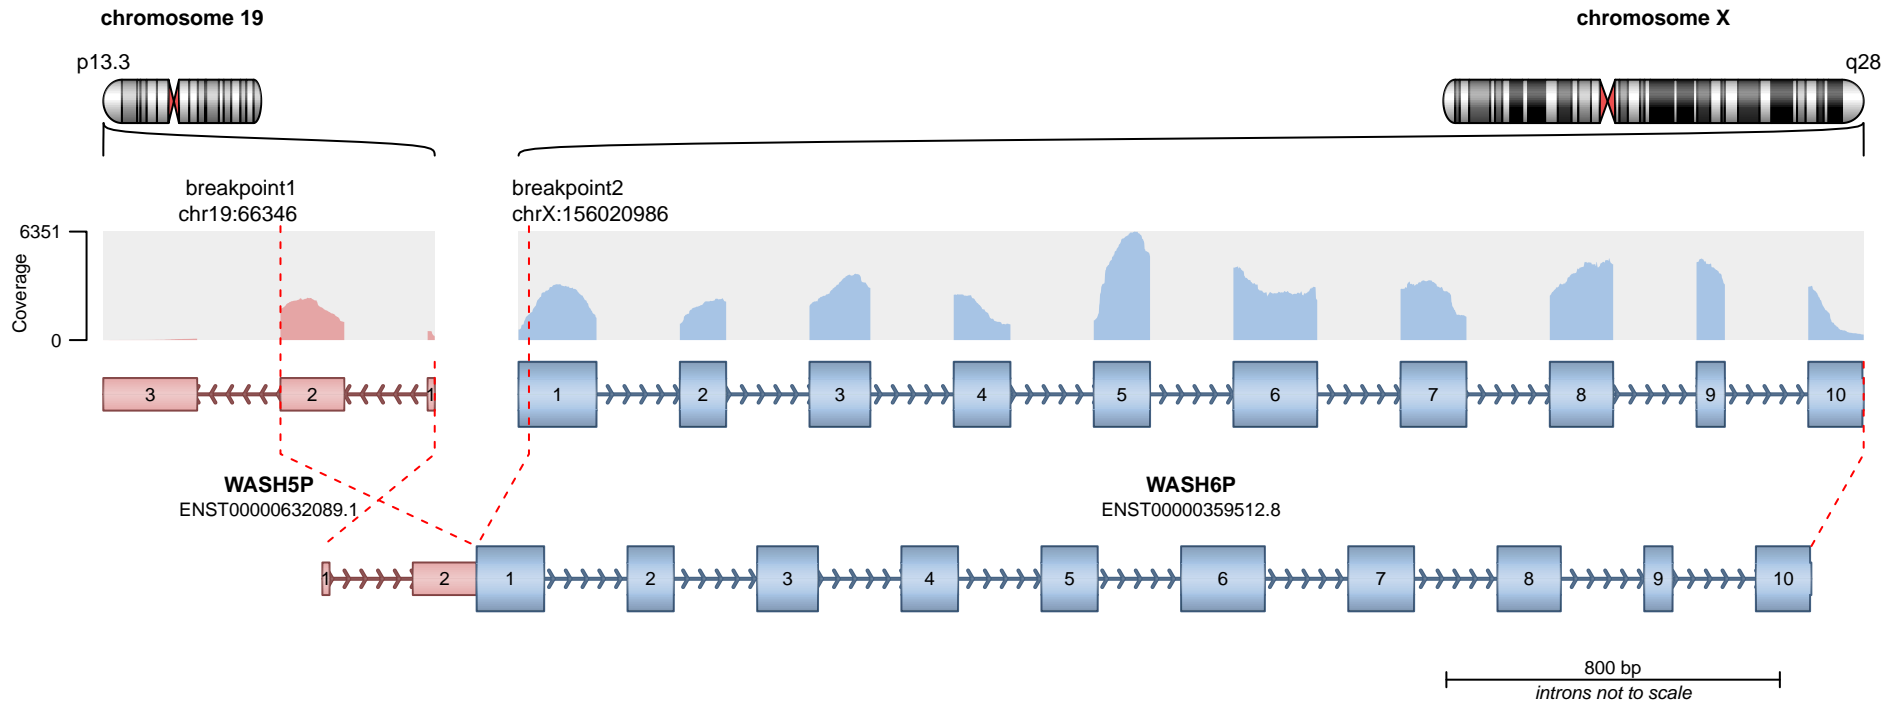 chromosome 19
chromosome X
p13.3
q28
breakpoint1
chr19:66346
breakpoint2
chrX:156020986
6351
Coverage
0
3
2
1
1
2
3
4
5
6
7
8
9
10
WASH5P
ENST00000632089.1
WASH6P
ENST00000359512.8
1
2
1
2
3
4
5
6
7
8
9
10
800 bp
introns not to scale